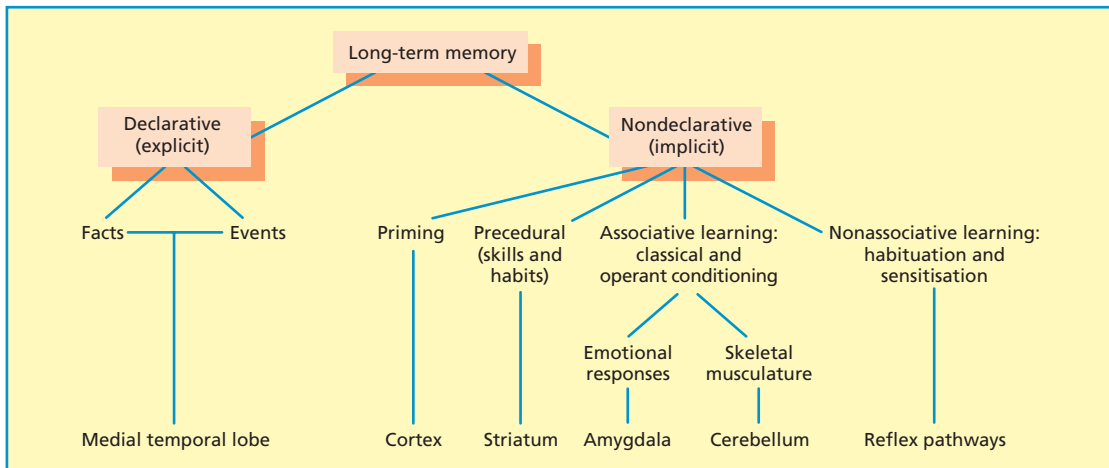 Long-term memory
Declarative
(explicit)
Nondeclarative
(implicit)
Facts
Events
Priming
Precedural
(skills and
habits)
Associative learning:
classical and
operant conditioning
Nonassociative learning:
habituation and
sensitisation
Emotional
responses
Skeletal
musculature
Medial temporal lobe
Cortex
Striatum
Amygdala
Cerebellum
Reflex pathways